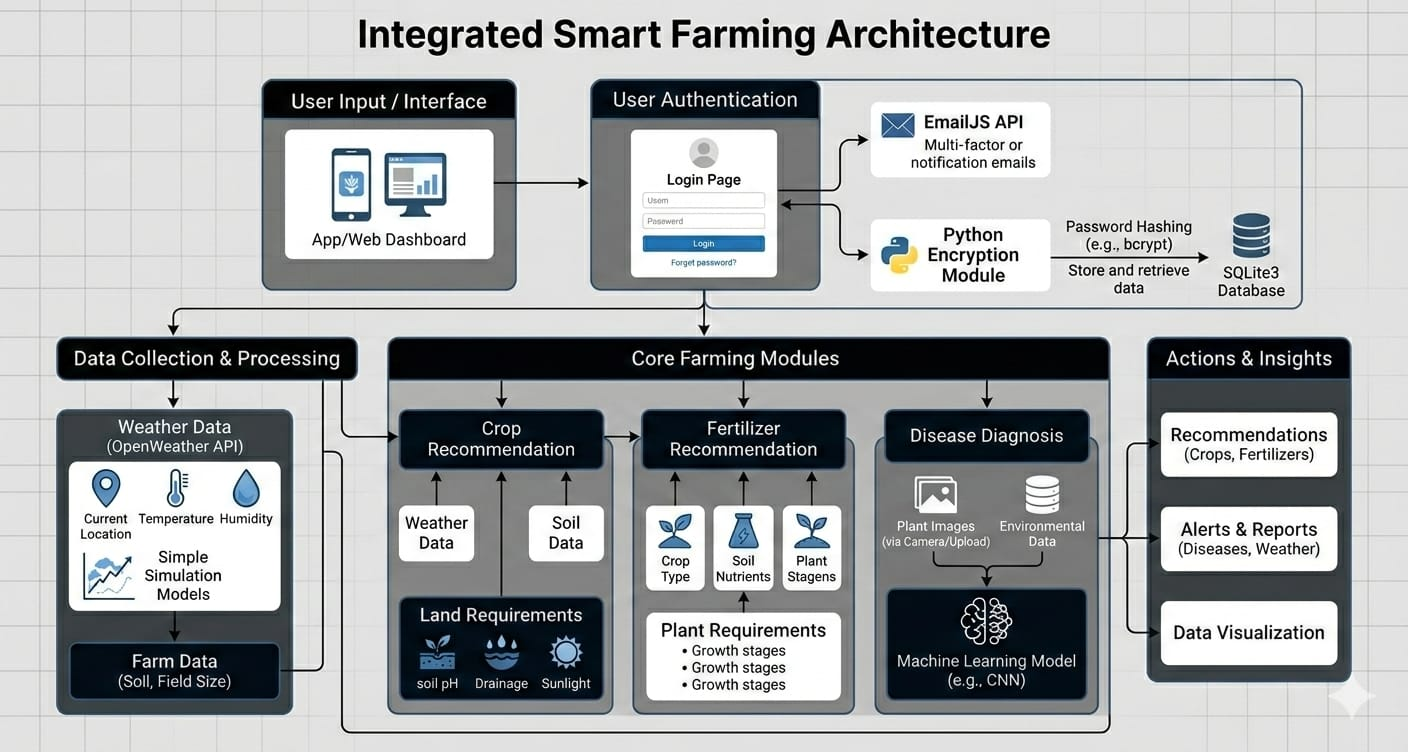 Integrated Smart Farming Architecture
User Input / Interface
App/Web Dashboard
User Authentication
Login Page
Usem
Pasewerd
Login
Forget password?
EmailJS API
Multi-factor or
notification emails
Python
Encryption
Module
Password Hashing
(e.g., bcrypt)
Store and retrieve
data
SQLite3
Database
Data Collection & Processing
Weather Data
(OpenWeather API)
Current
Location
Temperature
Humidity
Simple
Simulation
Models
Farm Data
(Soil, Field Size)
Core Farming Modules
Crop
Recommendation
Weather
Data
Soil
Data
Land Requirements
soil pH
Drainage
Sunlight
Fertilizer
Recommendation
Crop
Type
Soil
Nutrients
Plant
Stagens
Plant Requirements
• Growth stages
• Growth stages
• Growth stages
Disease Diagnosis
Plant Images
(via Camera/Upload)
Environmental
Data
Machine Learning Model
(e.g., CNN)
Actions & Insights
Recommendations
(Crops, Fertilizers)
Alerts & Reports
(Diseases, Weather)
Data Visualization